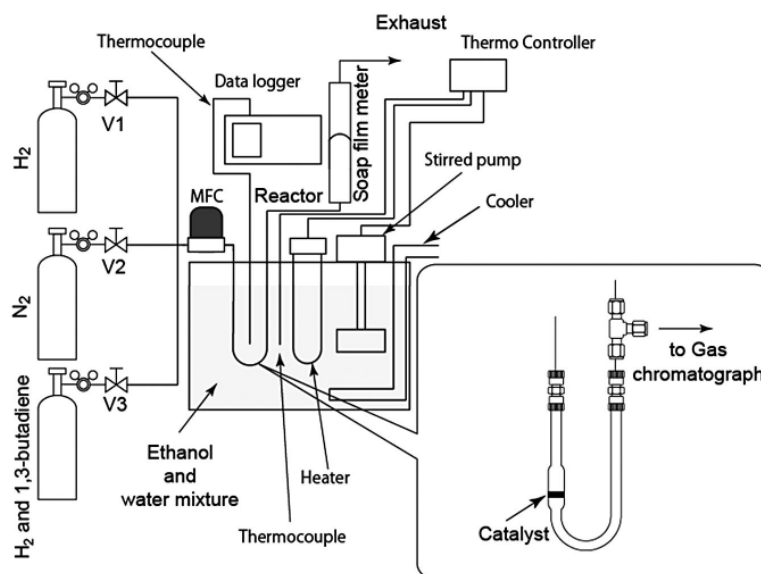 Exhaust
Thermocouple
Thermo Controller
Data logger
Soap film meter
H2
V1
Stirred pump
MFC
Reactor
Cooler
N2
V2
to Gas
chromatograph
V3
H2 and 1,3-butadiene
Ethanol
and
water mixture
Heater
Thermocouple
Catalyst